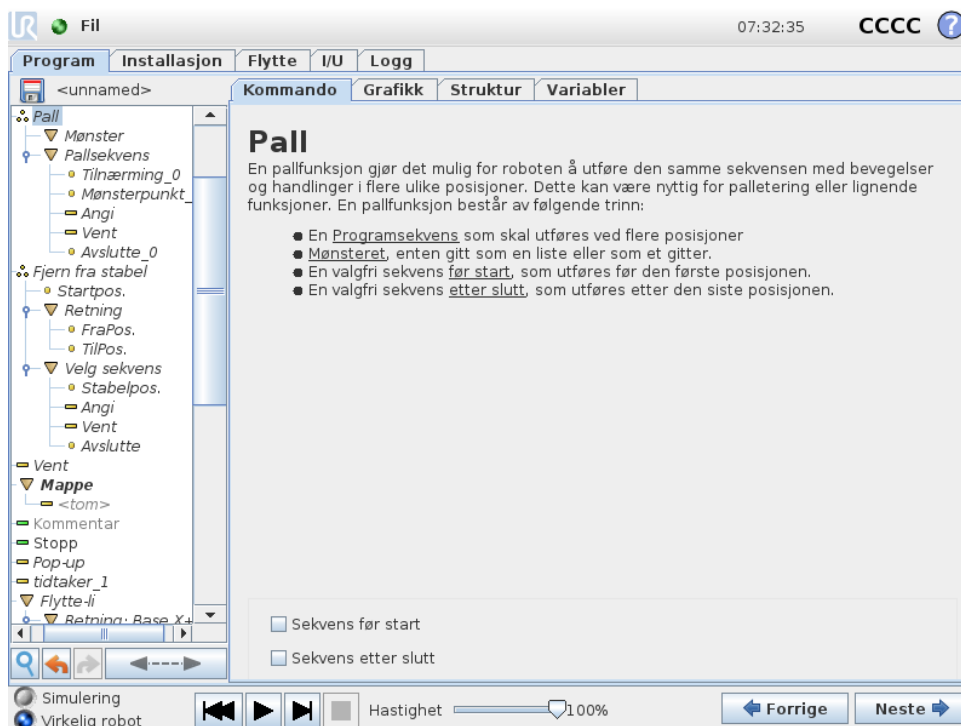 UR Fil 07:32:35 CCCC ?
Program Installasjon Flytte I/U Logg
<unnamed>
Kommando Grafikk Struktur Variabler
Pall
Mønster
Pallsekvens
Tilnærming_0
Mønsterpunkt_
Angi
Vent
Avslutte_0
Fjern fra stabel
Startpos.
Retning
FraPos.
TilPos.
Velg sekvens
Stabelpos.
Angi
Vent
Avslutte
Vent
Mappe
<tom>
Kommentar
Stopp
Pop-up
tidtaker_1
Flytte-li
Retning: Base X+
Pall
En pallfunksjon gjør det mulig for roboten å utføre den samme sekvensen med bevegelser
og handlinger i flere ulike posisjoner. Dette kan være nyttig for palletering eller lignende
funksjoner. En pallfunksjon består av følgende trinn:
En Programsekvens som skal utføres ved flere posisjoner
Mønsteret, enten gitt som en liste eller som et gitter.
En valgfri sekvens før start, som utføres før den første posisjonen.
En valgfri sekvens etter slutt, som utføres etter den siste posisjonen.
Sekvens før start
Sekvens etter slutt
Simulering
Virkelig robot
Hastighet 100%
Forrige Neste